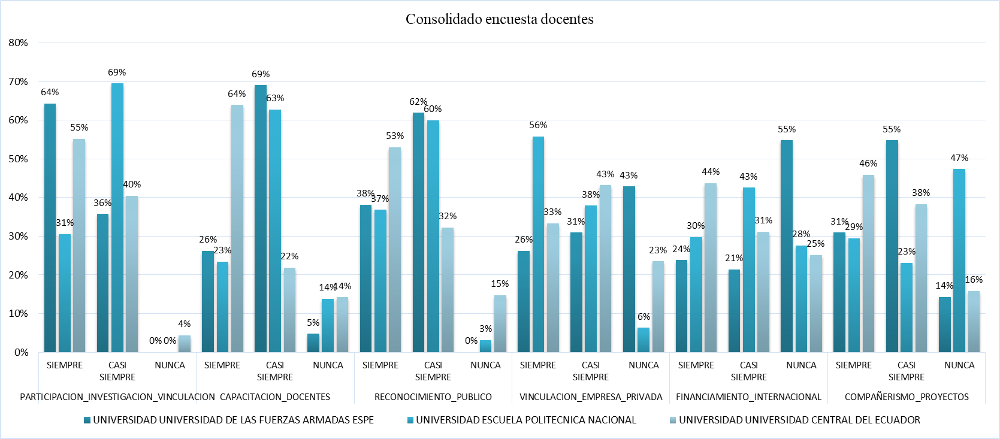 Consolidado encuesta docentes
80%
70%
60%
50%
40%
30%
20%
10%
0%
64% 31% 55% 36% 69% 40% 0% 0% 4%
26% 23% 64% 69% 63% 22% 5% 14% 14%
38% 37% 53% 62% 60% 32% 0% 3% 15%
26% 56% 33% 31% 38% 43% 43% 6% 23%
24% 30% 44% 21% 43% 31% 55% 28% 25%
31% 29% 46% 55% 23% 38% 14% 47% 16%
SIEMPRE CASI SIEMPRE NUNCA SIEMPRE CASI SIEMPRE NUNCA SIEMPRE CASI SIEMPRE NUNCA SIEMPRE CASI SIEMPRE NUNCA SIEMPRE CASI SIEMPRE NUNCA SIEMPRE CASI SIEMPRE NUNCA
PARTICIPACION_INVESTIGACION_VINCULACION CAPACITACION_DOCENTES RECONOCIMIENTO_PUBLICO VINCULACION_EMPRESA_PRIVADA FINANCIAMIENTO_INTERNACIONAL COMPAÑERISMO_PROYECTOS
UNIVERSIDAD UNIVERSIDAD DE LAS FUERZAS ARMADAS ESPE UNIVERSIDAD ESCUELA POLITECNICA NACIONAL UNIVERSIDAD UNIVERSIDAD CENTRAL DEL ECUADOR